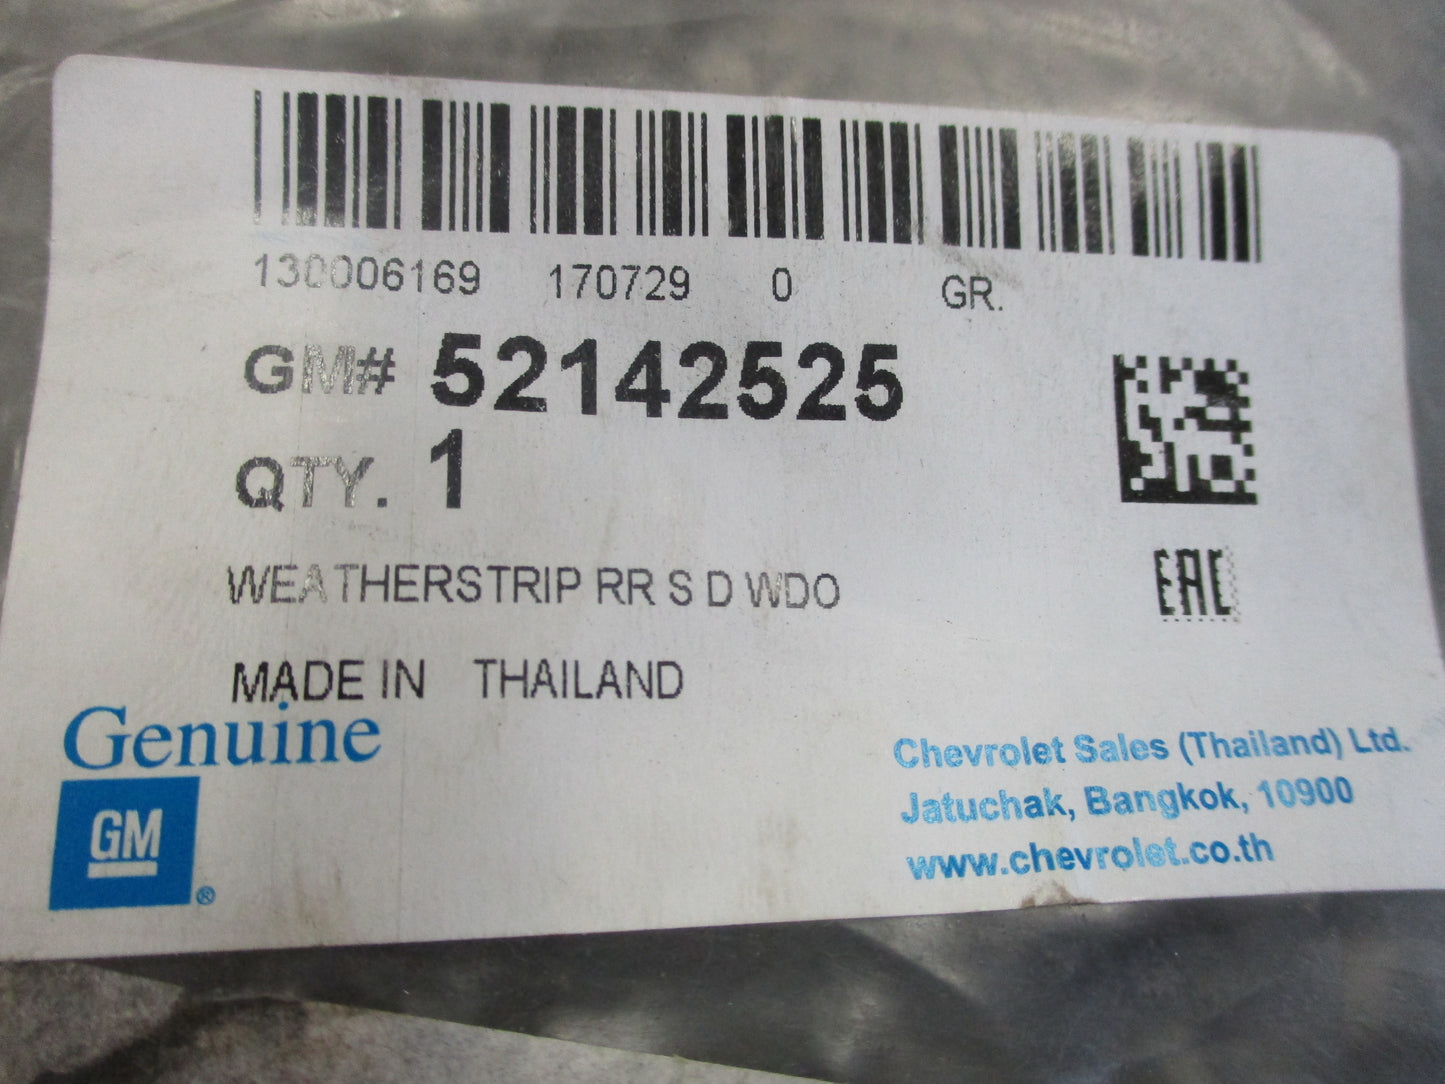 130006169 170729 0 GR.
GM# 52142525
QTY. 1
WEATHERSTRIP RR S D WDO
EAC
MADE IN THAILAND
Genuine
GM ®
Chevrolet Sales (Thailand) Ltd.
Jatuchak, Bangkok, 10900
www.chevrolet.co.th